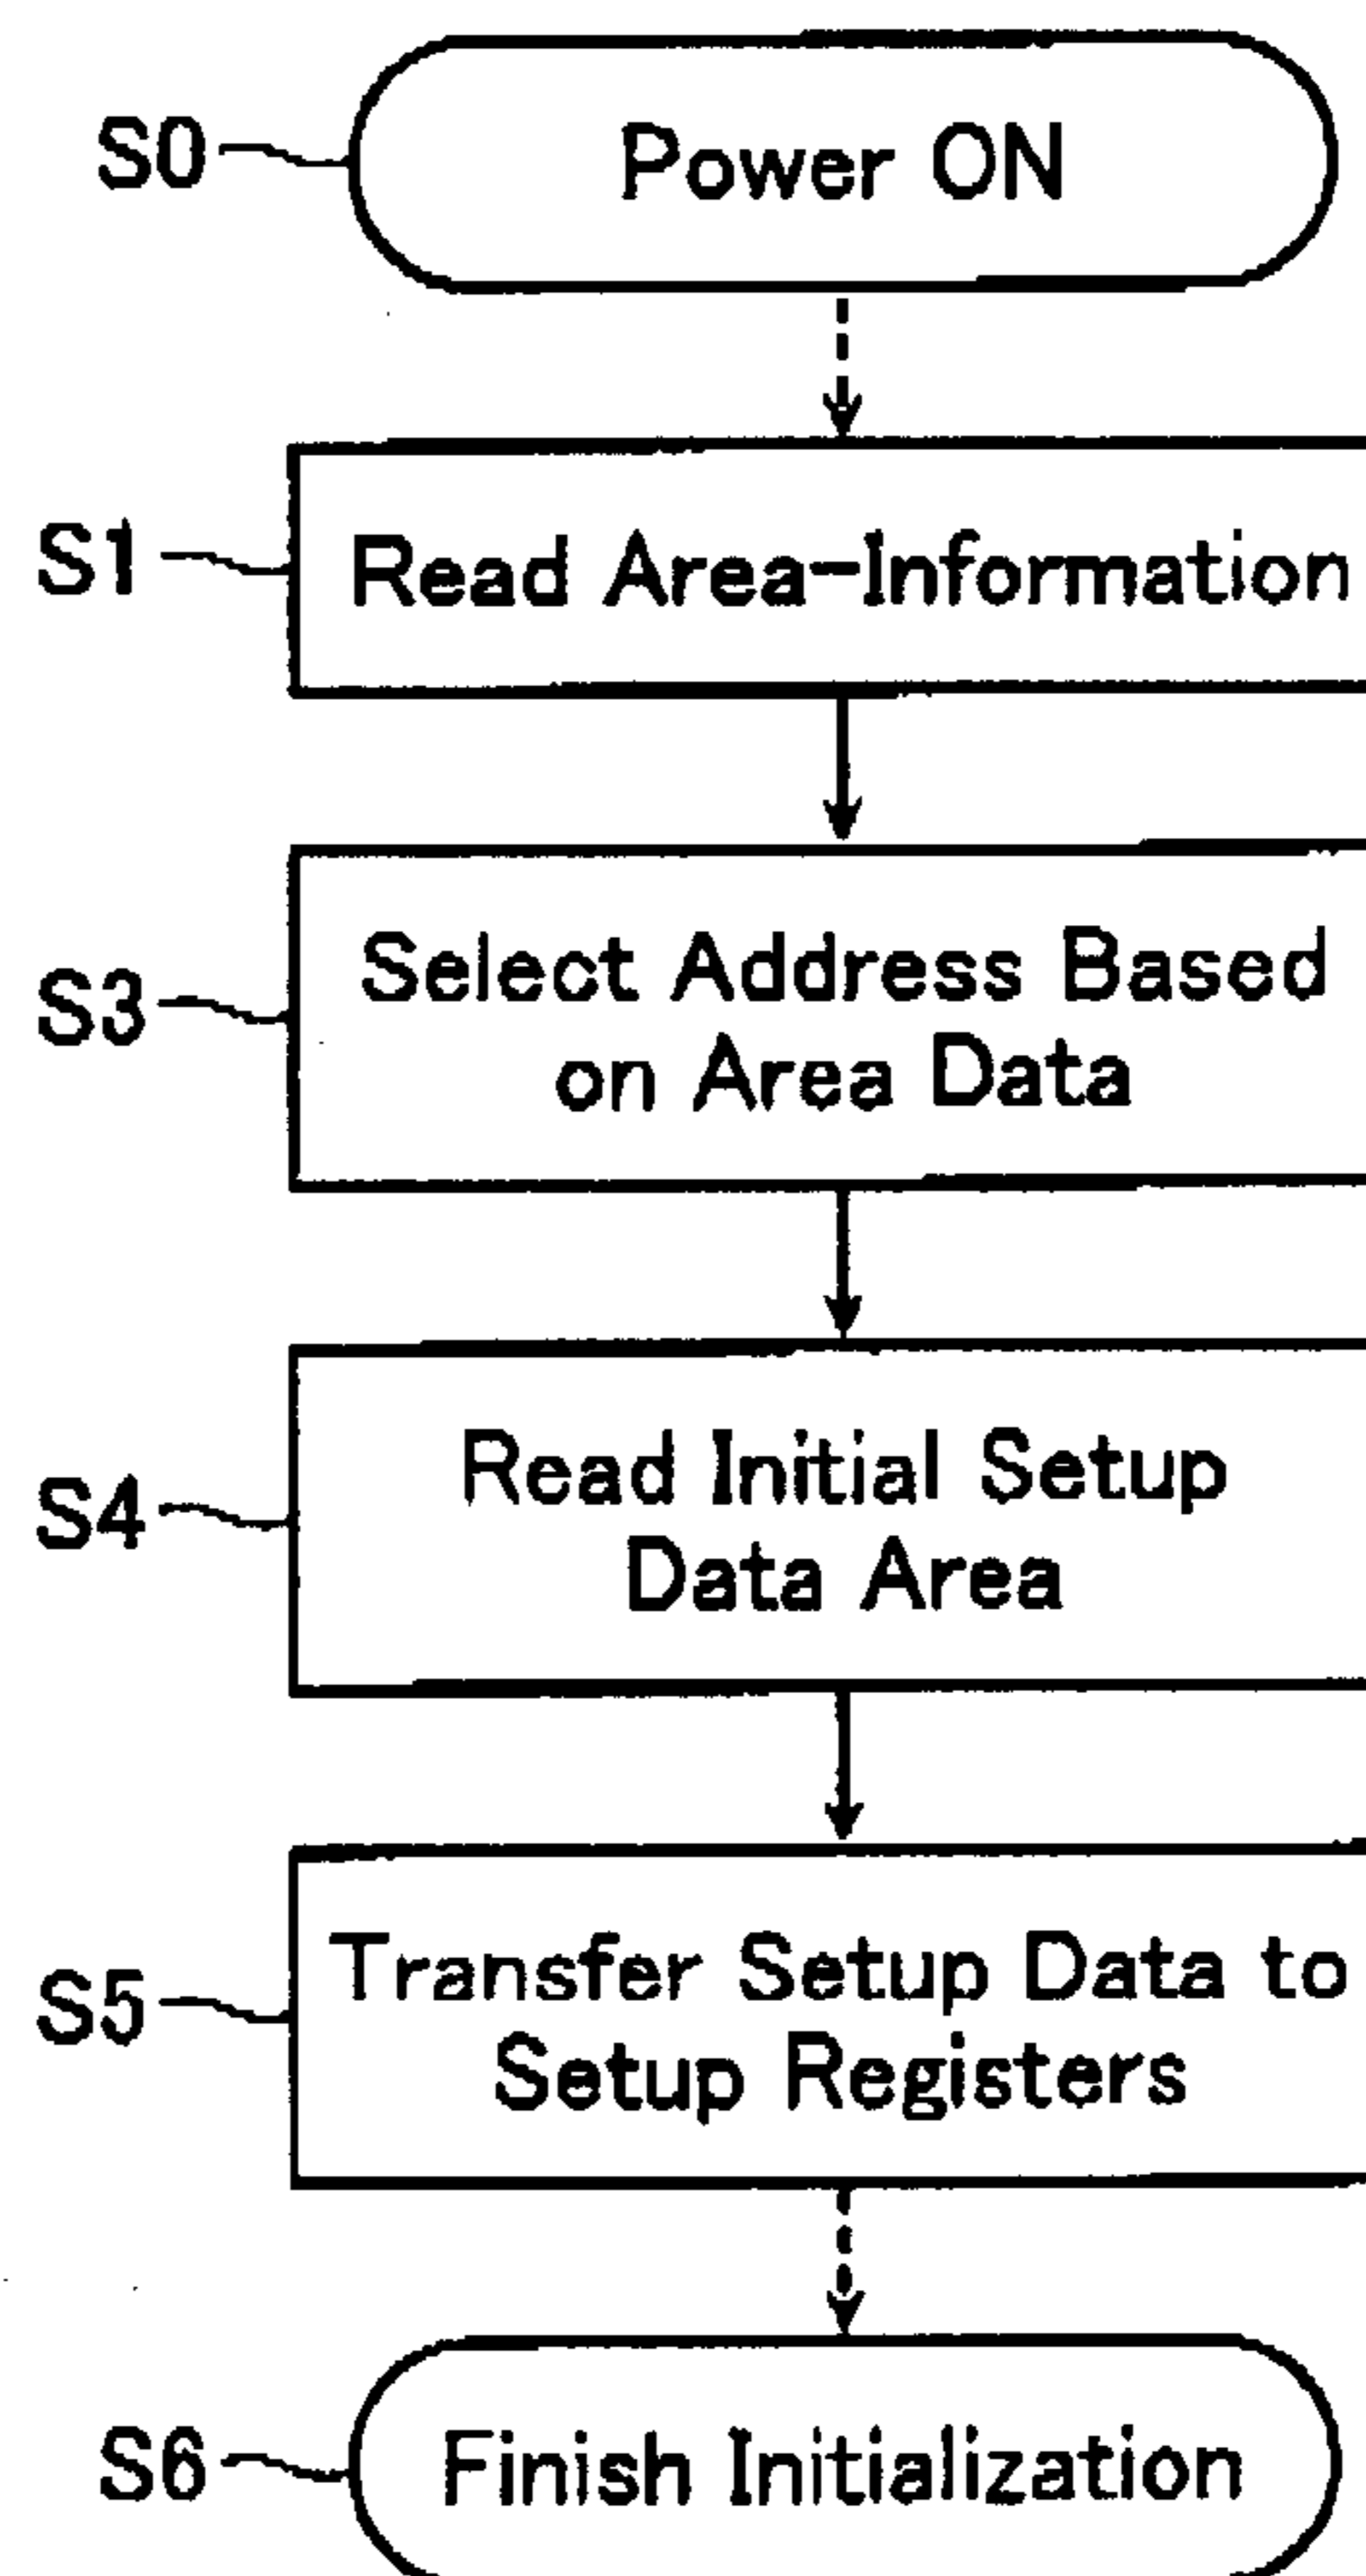 S0 Power ON
S1 Read Area-Information
S3 Select Address Based
on Area Data
S4 Read Initial Setup
Data Area
S5 Transfer Setup Data to
Setup Registers
S6 Finish Initialization